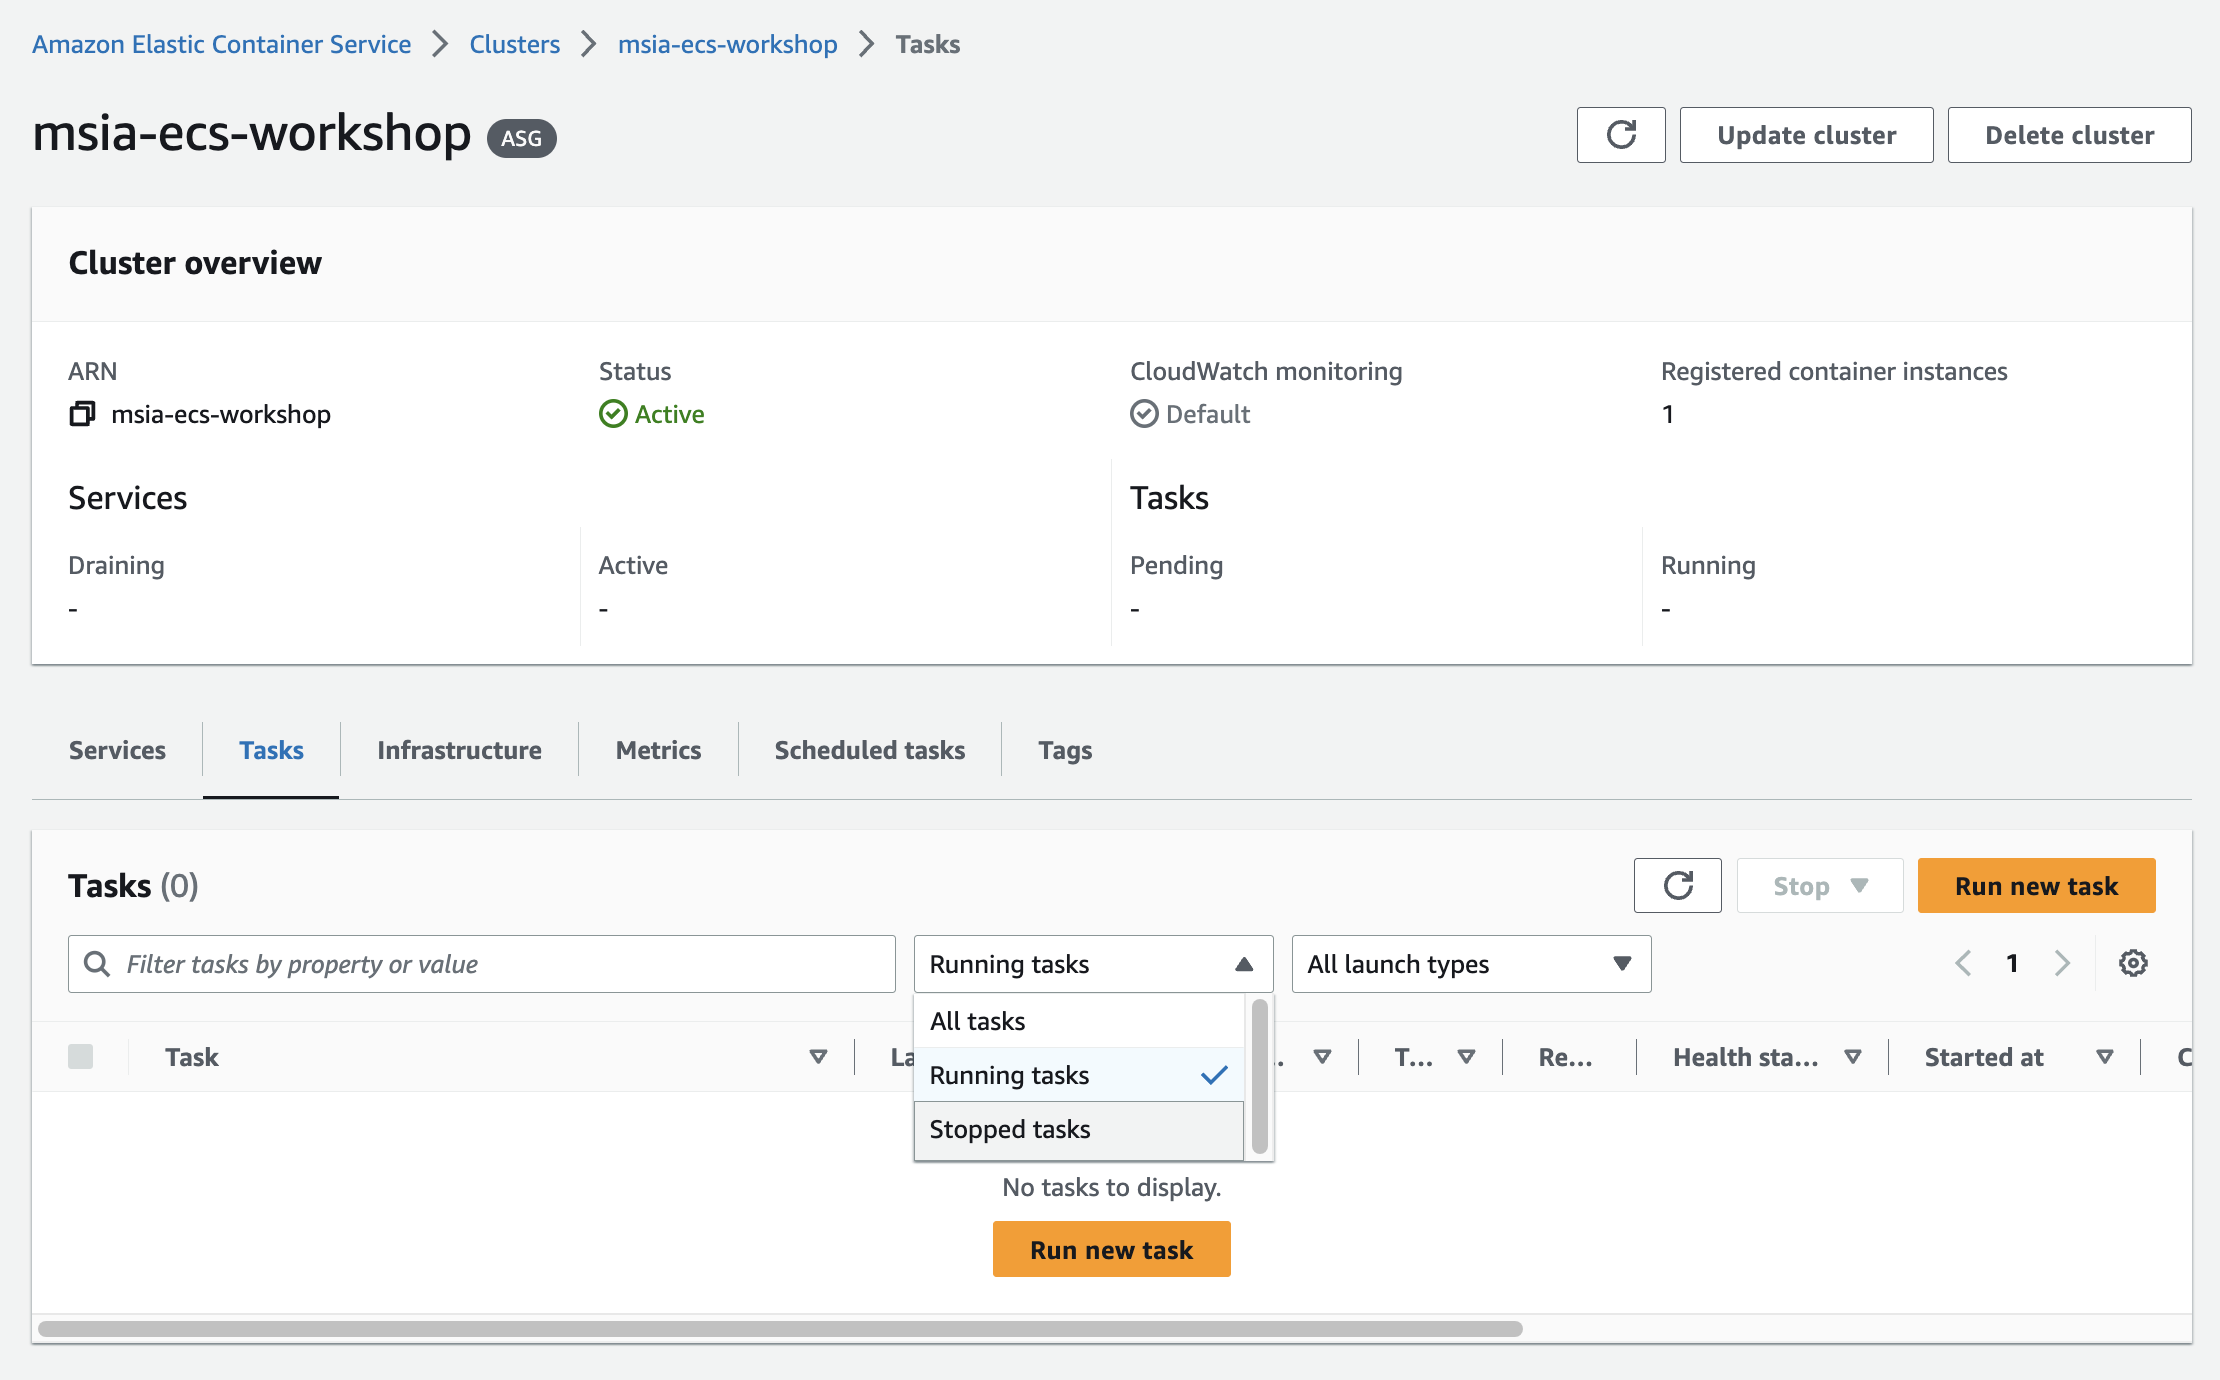 Amazon Elastic Container Service > Clusters > msia-ecs-workshop > Tasks
msia-ecs-workshop ASG
Update cluster
Delete cluster
Cluster overview
ARN
msia-ecs-workshop
Status
Active
CloudWatch monitoring
Default
Registered container instances
1
Services
Draining
-
Active
-
Tasks
Pending
-
Running
-
Services Tasks Infrastructure Metrics Scheduled tasks Tags
Tasks (0)
Stop
Run new task
Filter tasks by property or value
Running tasks
All launch types
1
All tasks
Running tasks
Stopped tasks
Task La T... Re... Health sta... Started at C
No tasks to display.
Run new task